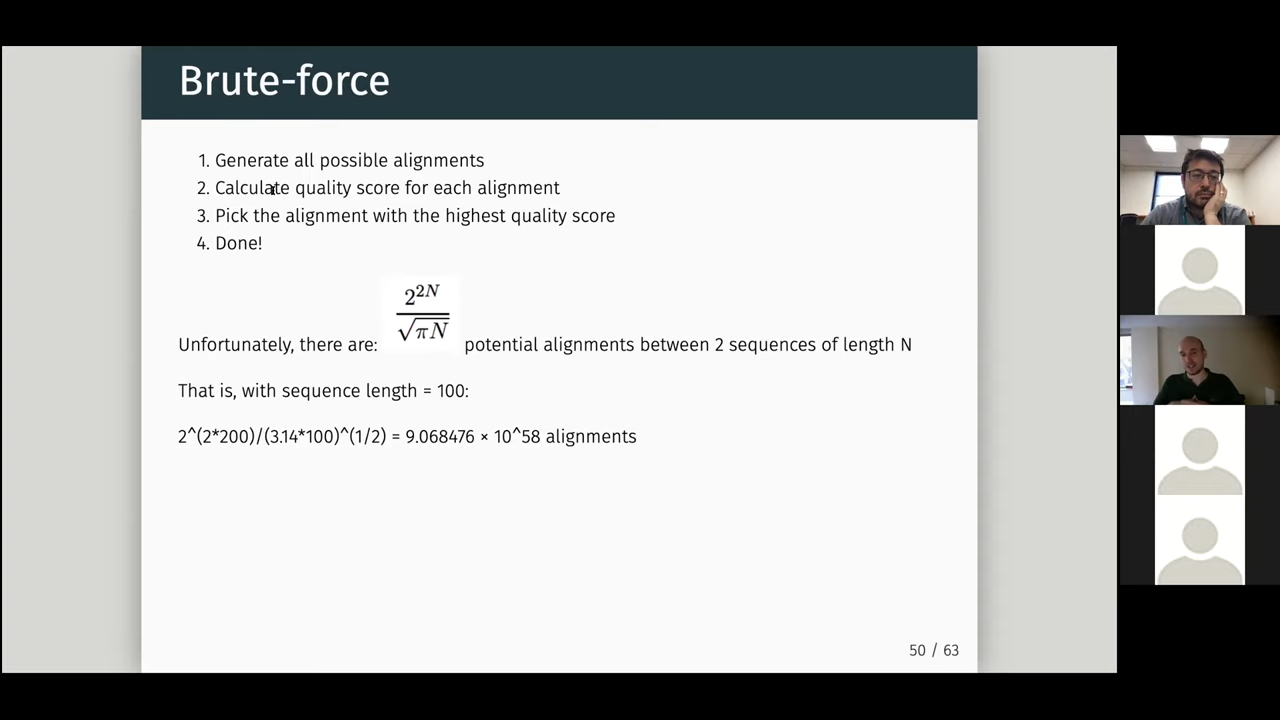 Brute-force
1. Generate all possible alignments
2. Calculate quality score for each alignment
3. Pick the alignment with the highest quality score
4. Done!
Unfortunately, there are: 2^{2N} / √(πN) potential alignments between 2 sequences of length N
That is, with sequence length = 100:
2^(2*200)/(3.14*100)^(1/2) = 9.068476 × 10^58 alignments
50 / 63